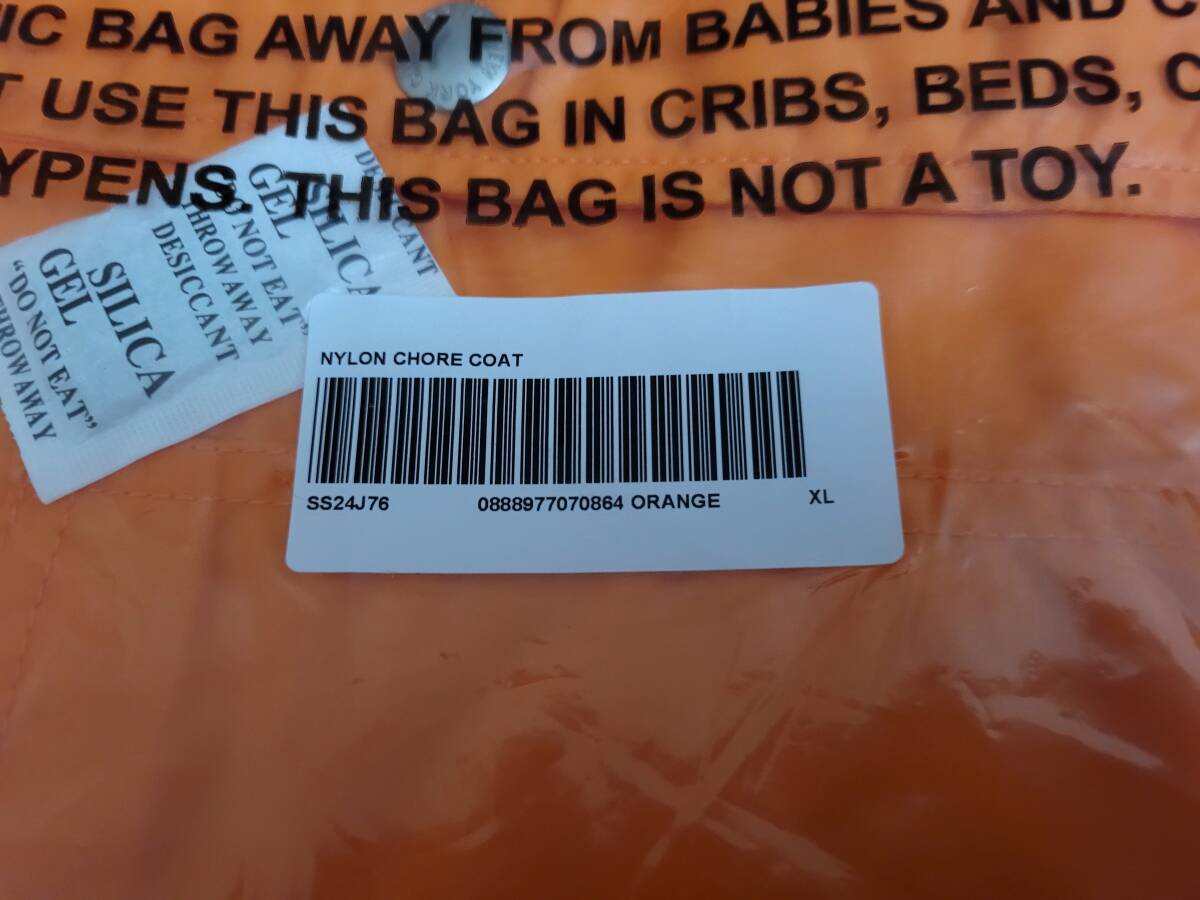 IC BAG AWAY FROM BABIES AND C
T USE THIS BAG IN CRIBS, BEDS, C
YPENS. THIS BAG IS NOT A TOY.
YORK
DESICCANT
SILICA
GEL
"DO NOT EAT"
THROW AWAY
DESICCANT
SILICA
GEL
"DO NOT EAT"
THROW AWAY
NYLON CHORE COAT
SS24J76 0888977070864 ORANGE XL